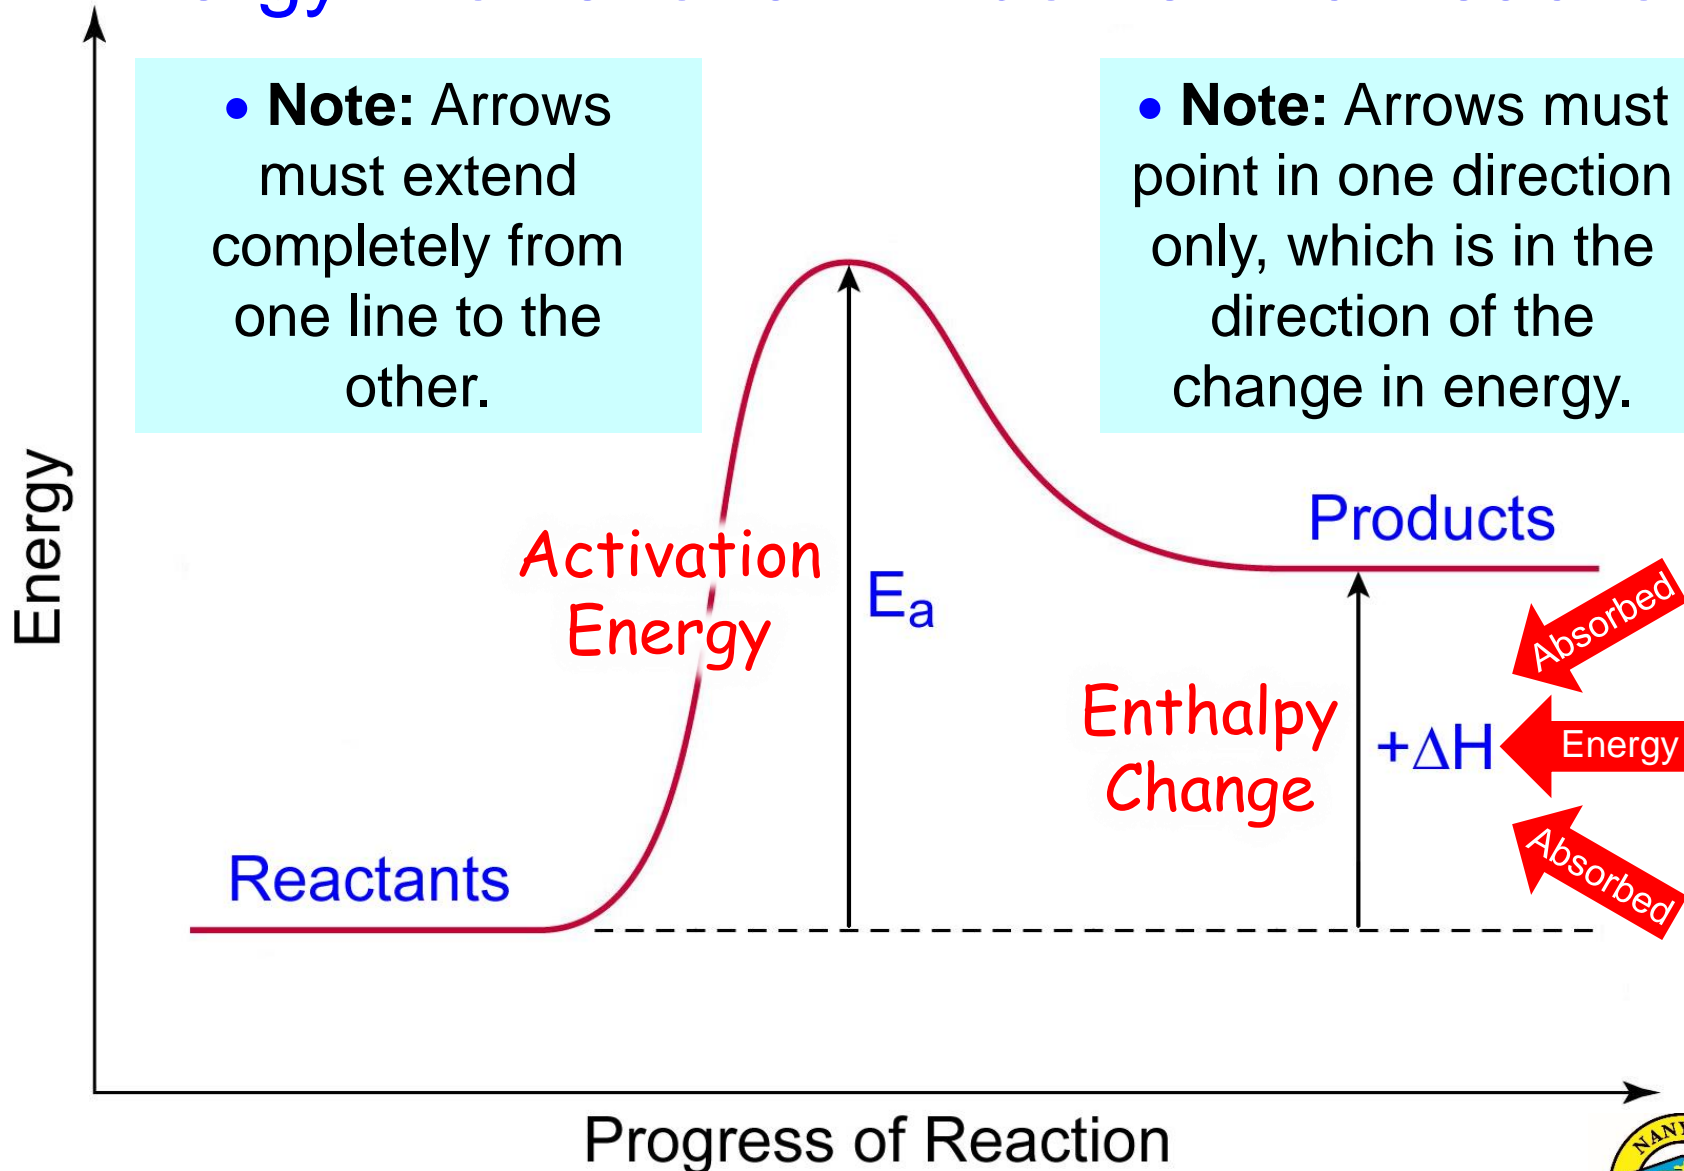 • Note: Arrows
must extend
completely from
one line to the
other.
• Note: Arrows must
point in one direction
only, which is in the
direction of the
change in energy.
Energy
Products
Activation
Energy
Ea
Absorbed
Enthalpy
Change
+ΔH
Energy
Absorbed
Reactants
Progress of Reaction